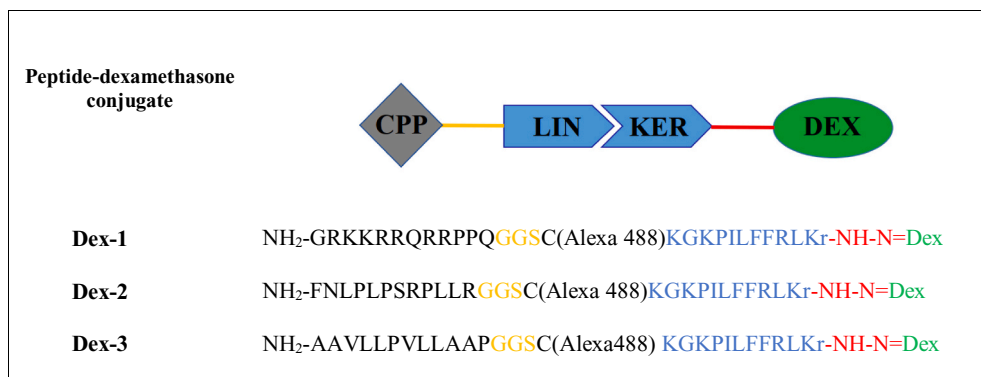 Peptide-dexamethasone
conjugate
CPP
LIN
KER
DEX
Dex-1 NH₂-GRKKRRQRRPPQGGSC(Alexa 488)KGKPILFFRLKr-NH-N=Dex
Dex-2 NH₂-FNLPLPSRPLLRGGSC(Alexa 488)KGKPILFFRLKr-NH-N=Dex
Dex-3 NH₂-AAVLLPVLLAAPGGSC(Alexa488) KGKPILFFRLKr-NH-N=Dex